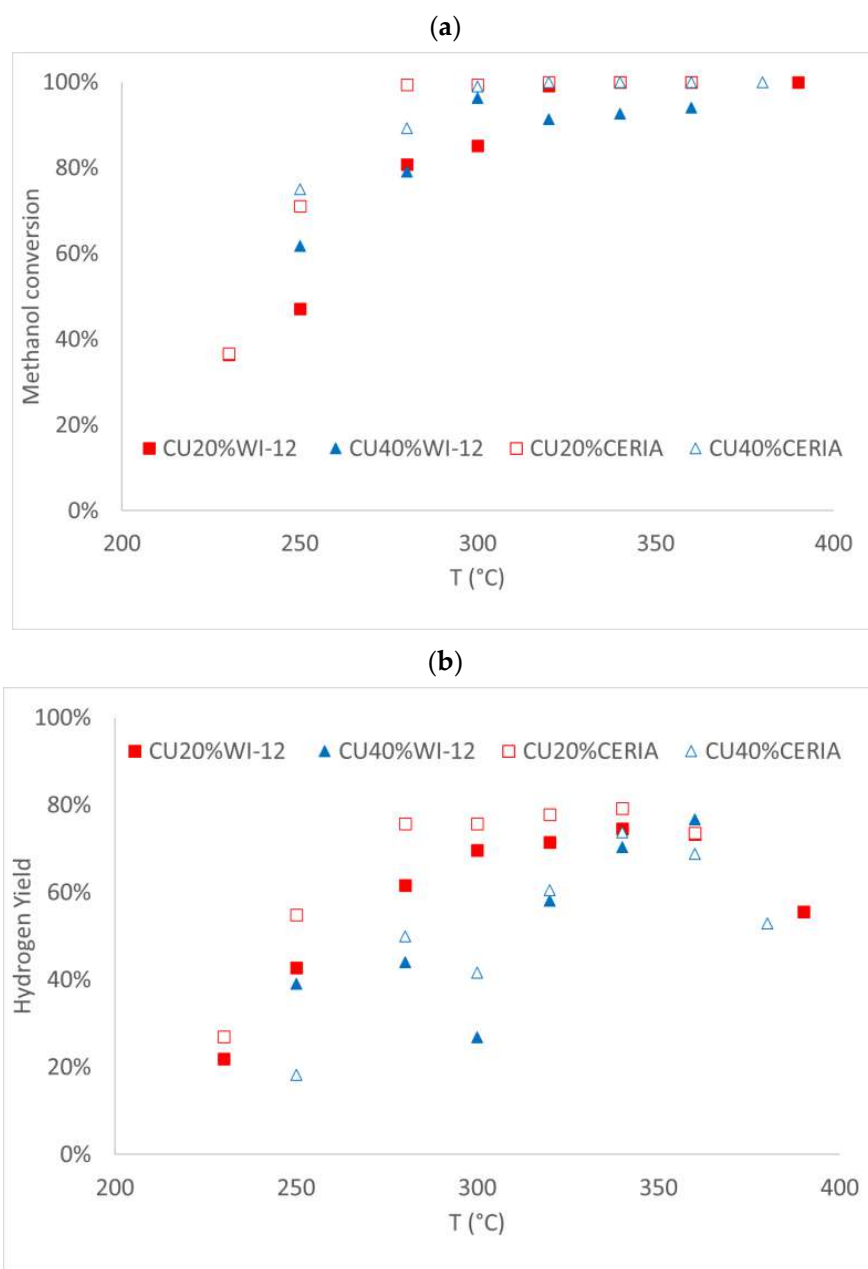 (a)
100%
80%
60%
40%
20%
0%
Methanol conversion
CU20%WI-12 CU40%WI-12 CU20%CERIA CU40%CERIA
200 250 300 350 400
T (°C)
(b)
100%
80%
60%
40%
20%
0%
Hydrogen Yield
CU20%WI-12 CU40%WI-12 CU20%CERIA CU40%CERIA
200 250 300 350 400
T (°C)